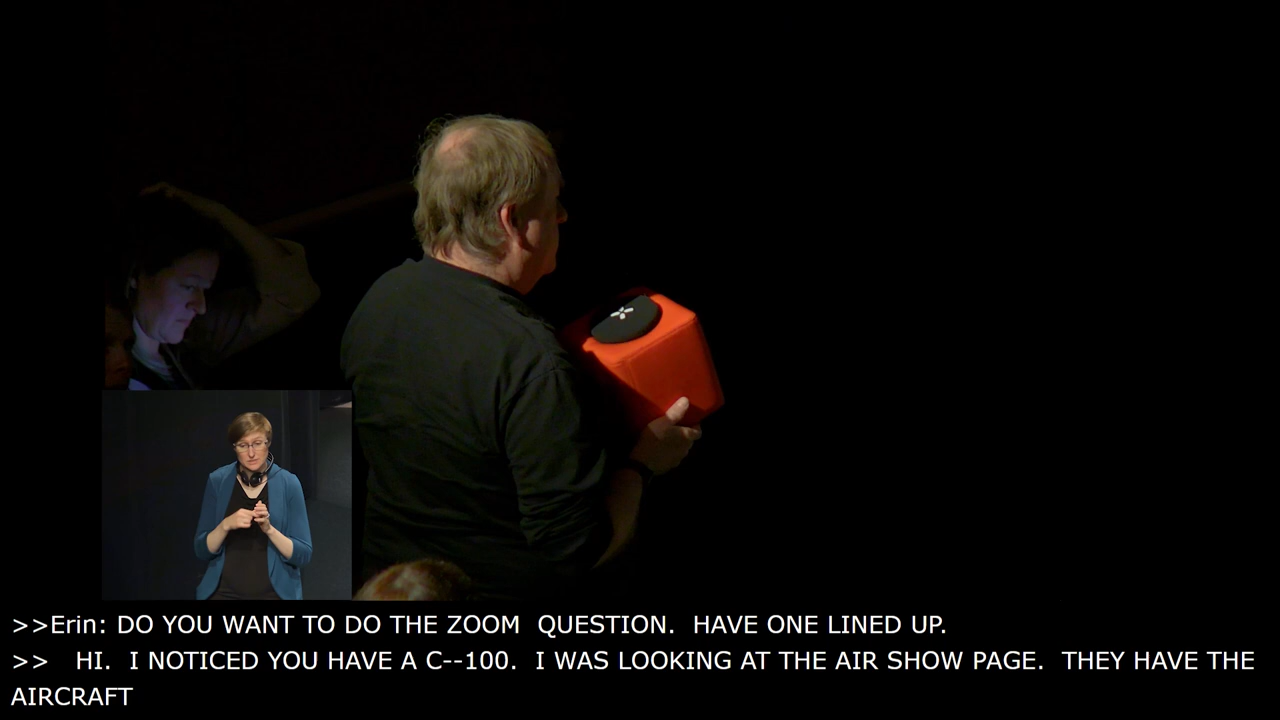 >>Erin: DO YOU WANT TO DO THE ZOOM  QUESTION.  HAVE ONE LINED UP.
>>   HI.  I NOTICED YOU HAVE A C--100.  I WAS LOOKING AT THE AIR SHOW PAGE.  THEY HAVE THE
AIRCRAFT